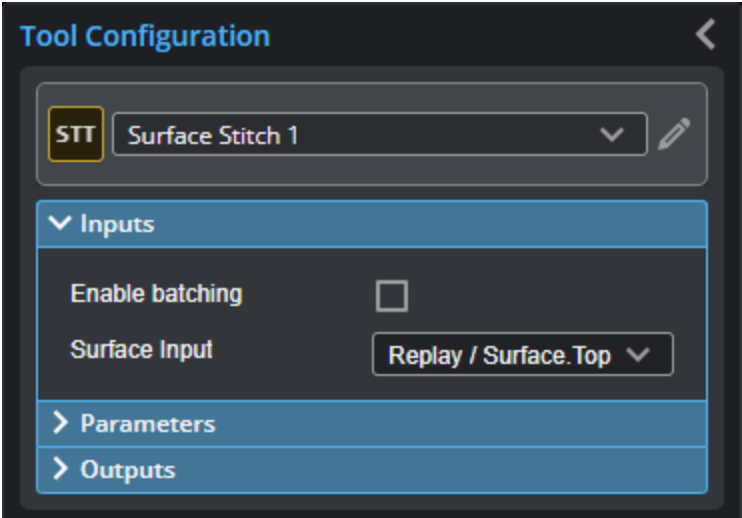 Tool Configuration
STT Surface Stitch 1
Inputs
Enable batching
Surface Input Replay / Surface.Top
Parameters
Outputs